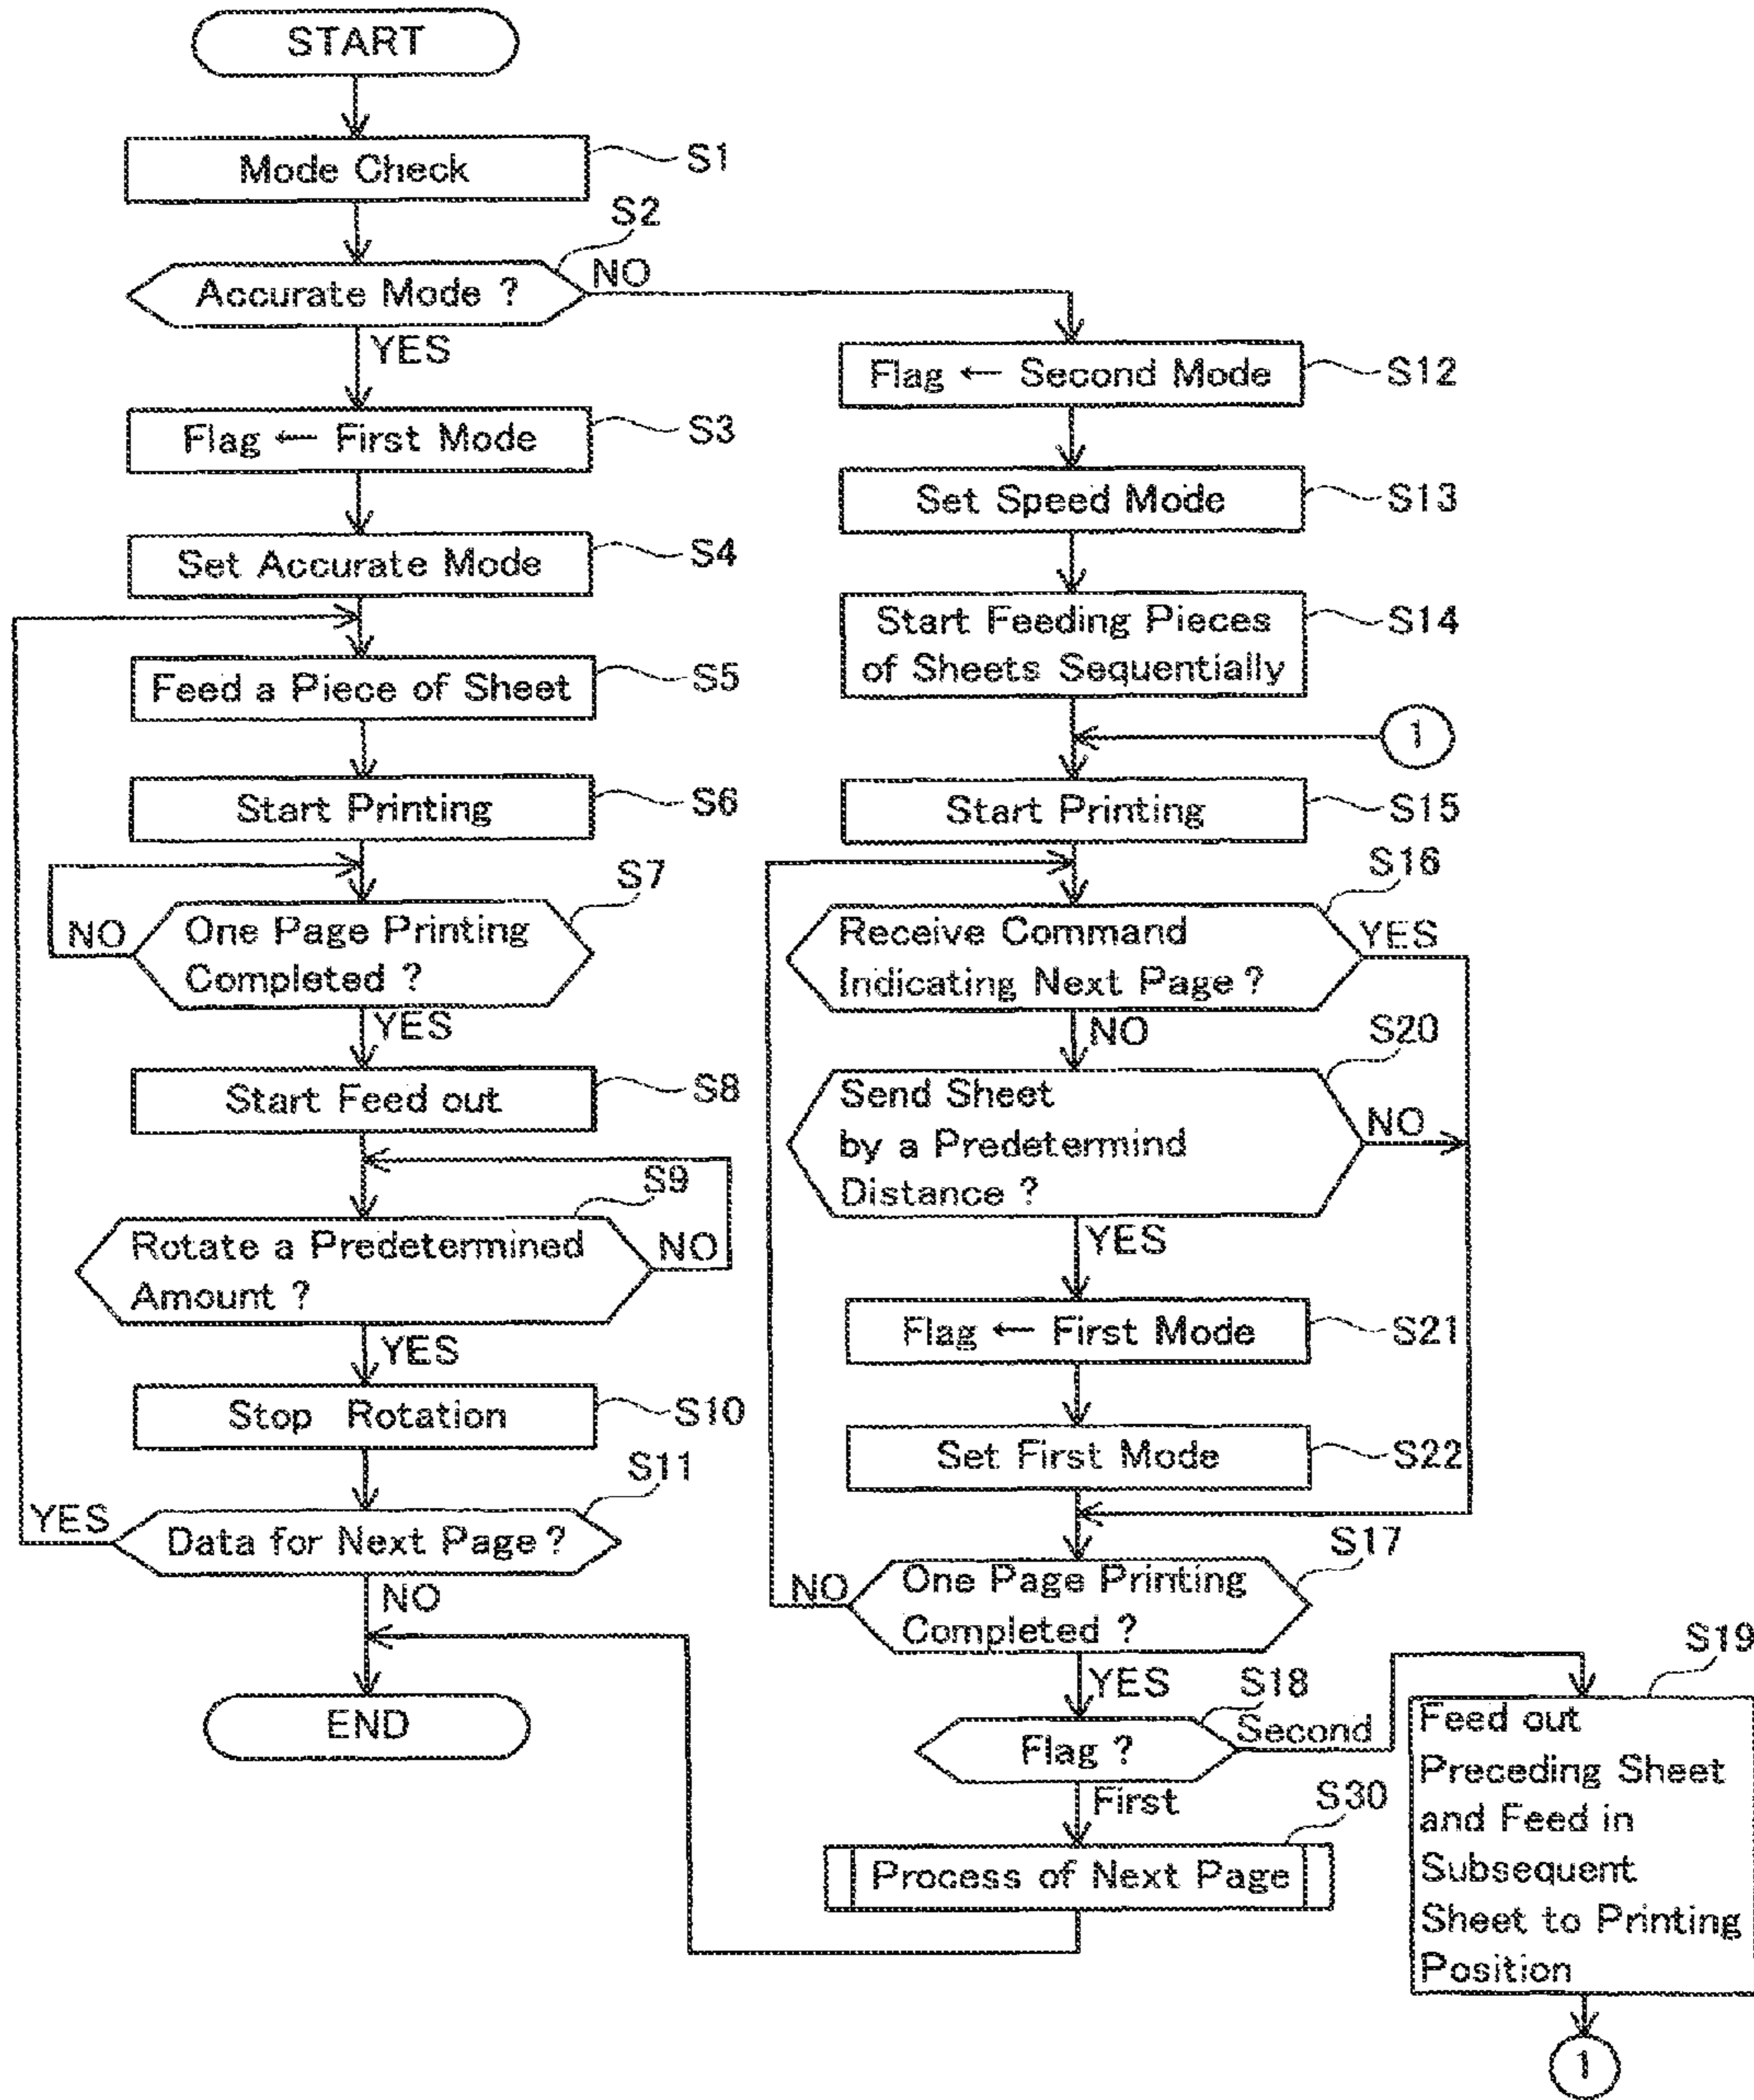 START
Mode Check
S1
Accurate Mode ?
S2
NO
YES
Flag ← First Mode
S3
Set Accurate Mode
S4
Feed a Piece of Sheet
S5
Start Printing
S6
One Page Printing
Completed ?
S7
NO
YES
Start Feed out
S8
Rotate a Predetermined
Amount ?
S9
NO
YES
Stop Rotation
S10
Data for Next Page ?
S11
YES
NO
END
Flag ← Second Mode
S12
Set Speed Mode
S13
Start Feeding Pieces
of Sheets Sequentially
S14
1
Start Printing
S15
Receive Command
Indicating Next Page ?
S16
YES
NO
Send Sheet
by a Predetermind
Distance ?
S20
NO
YES
Flag ← First Mode
S21
Set First Mode
S22
One Page Printing
Completed ?
S17
NO
YES
Flag ?
S18
Second
First
Process of Next Page
S30
S19
Feed out
Preceding Sheet
and Feed in
Subsequent
Sheet to Printing
Position
1